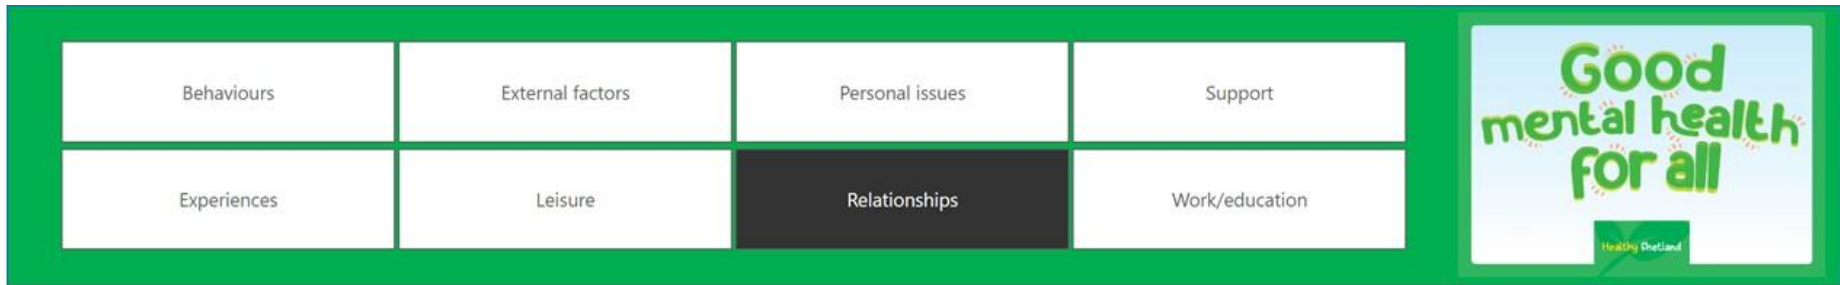 Behaviours
External factors
Personal issues
Support
Experiences
Leisure
Relationships
Work/education
Good
mental health
for all
Healthy Shetland